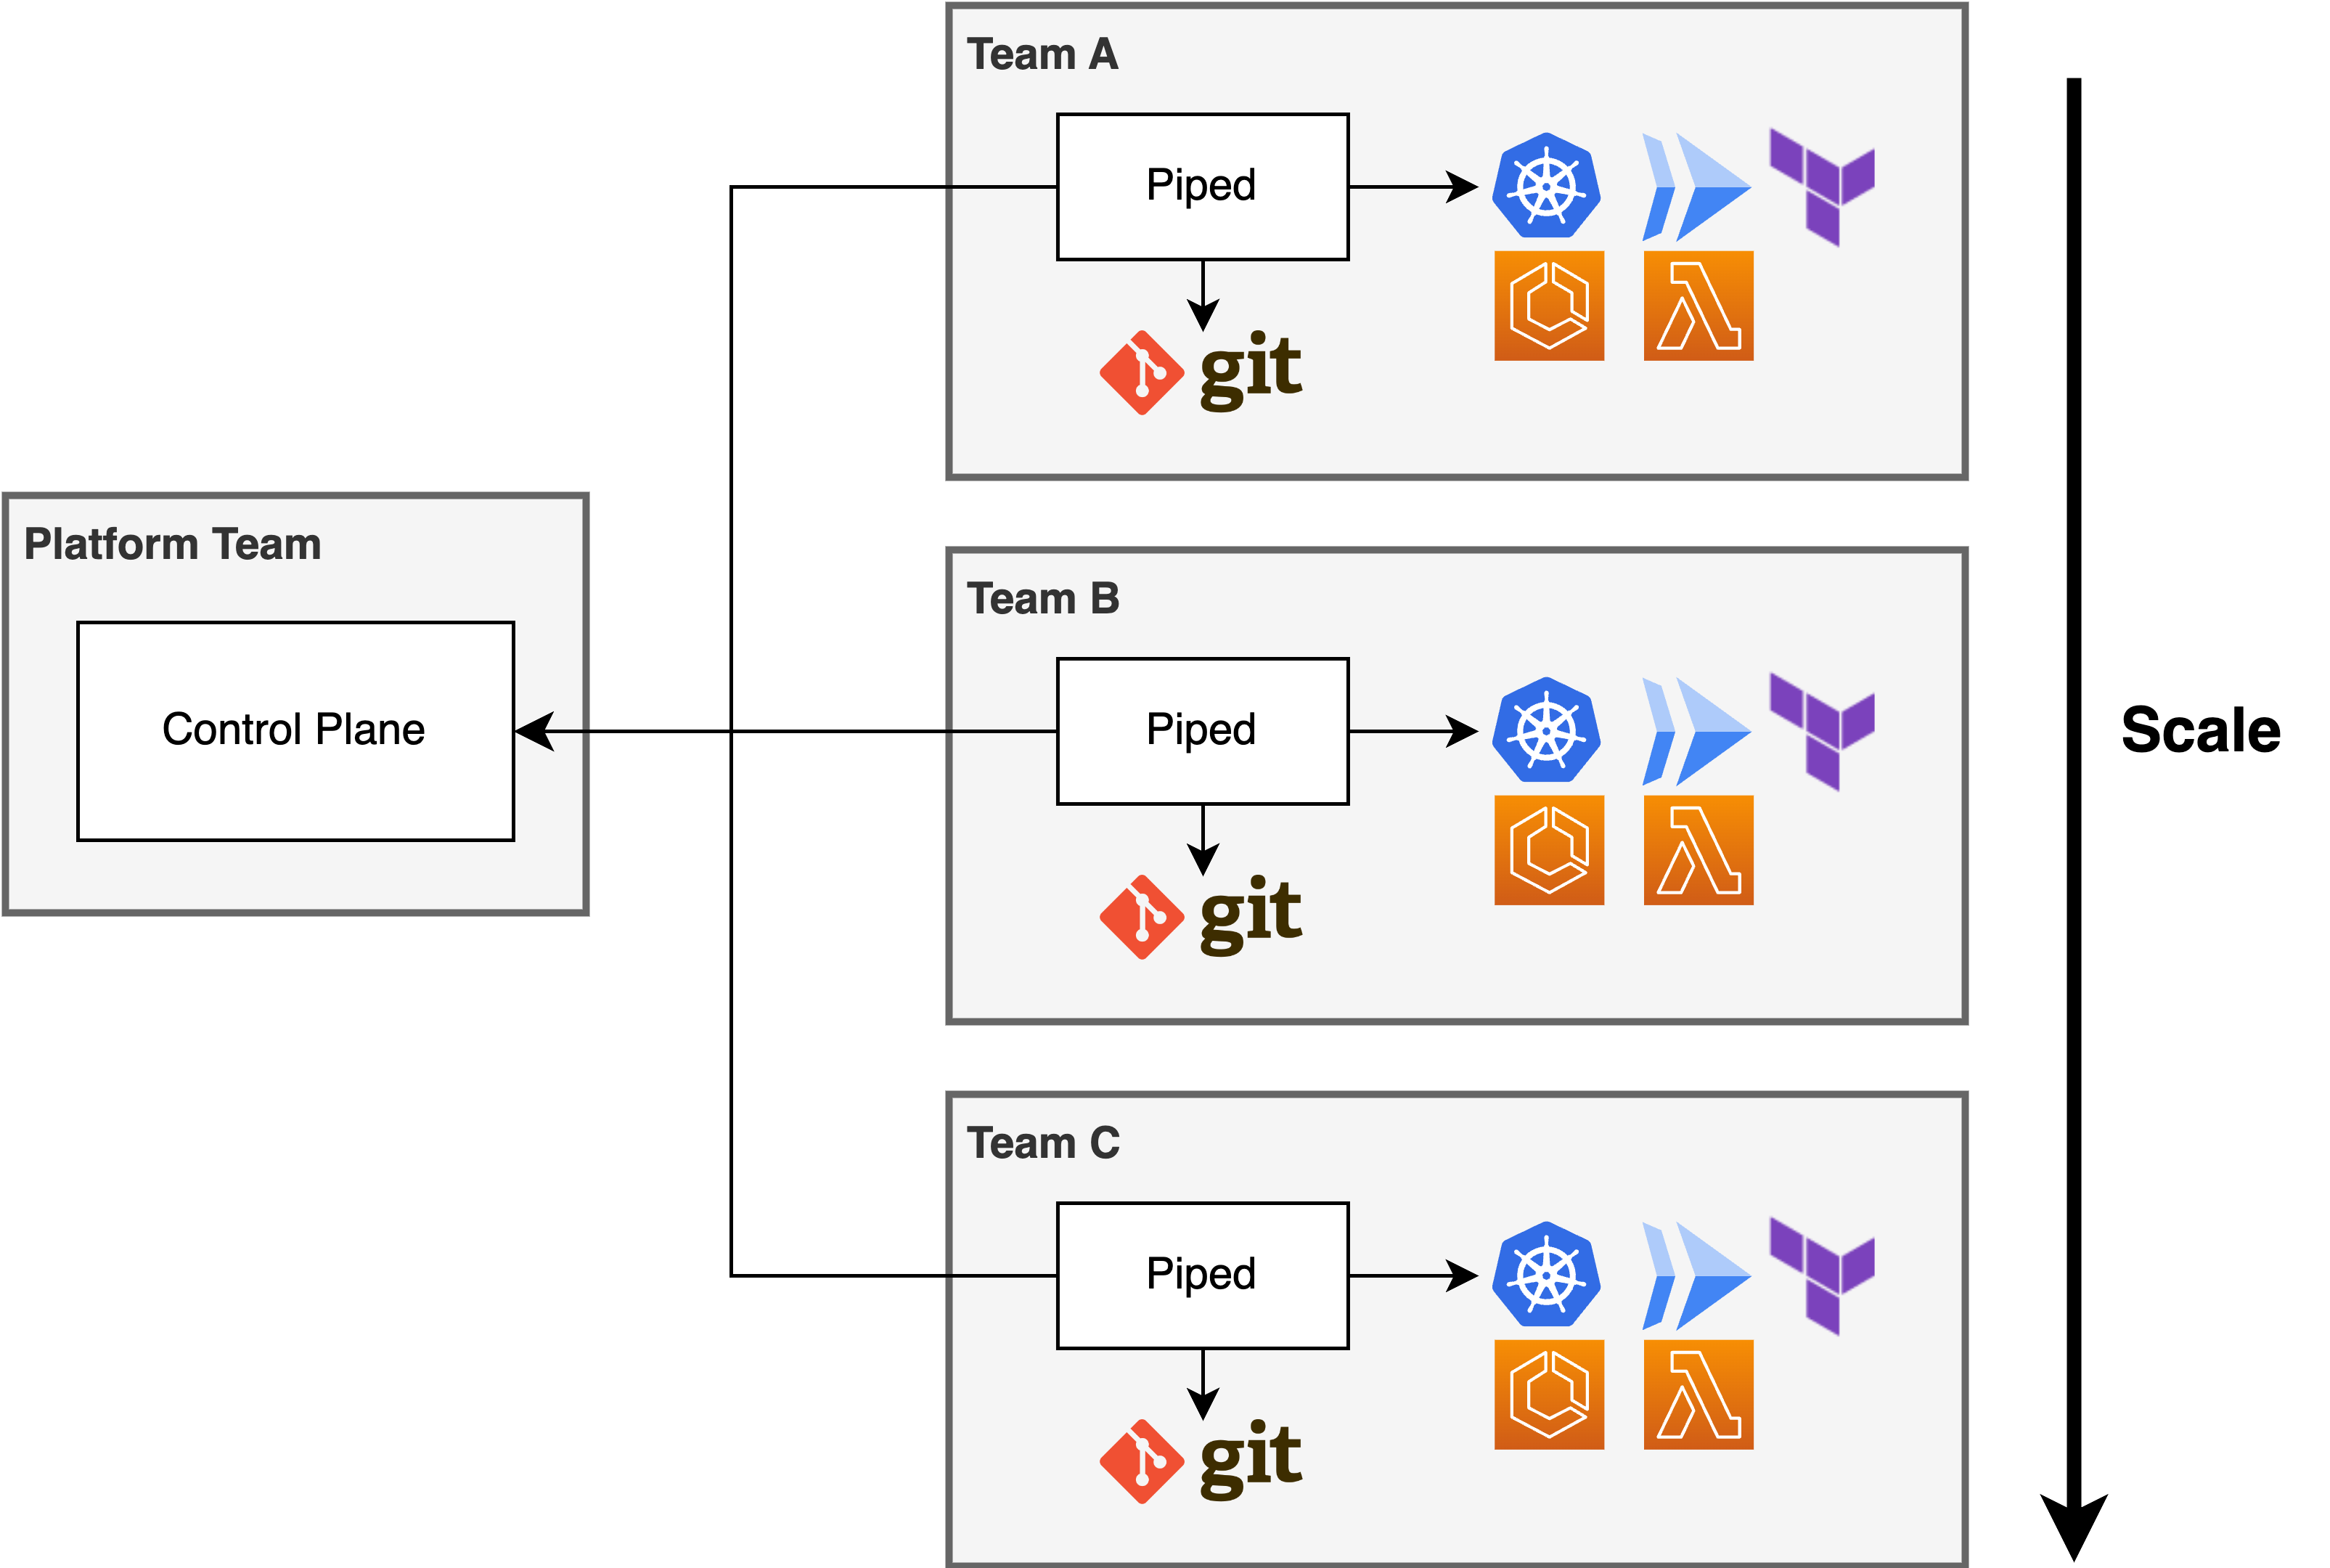 Team A
Piped
git
Platform Team
Control Plane
Team B
Piped
git
Scale
Team C
Piped
git